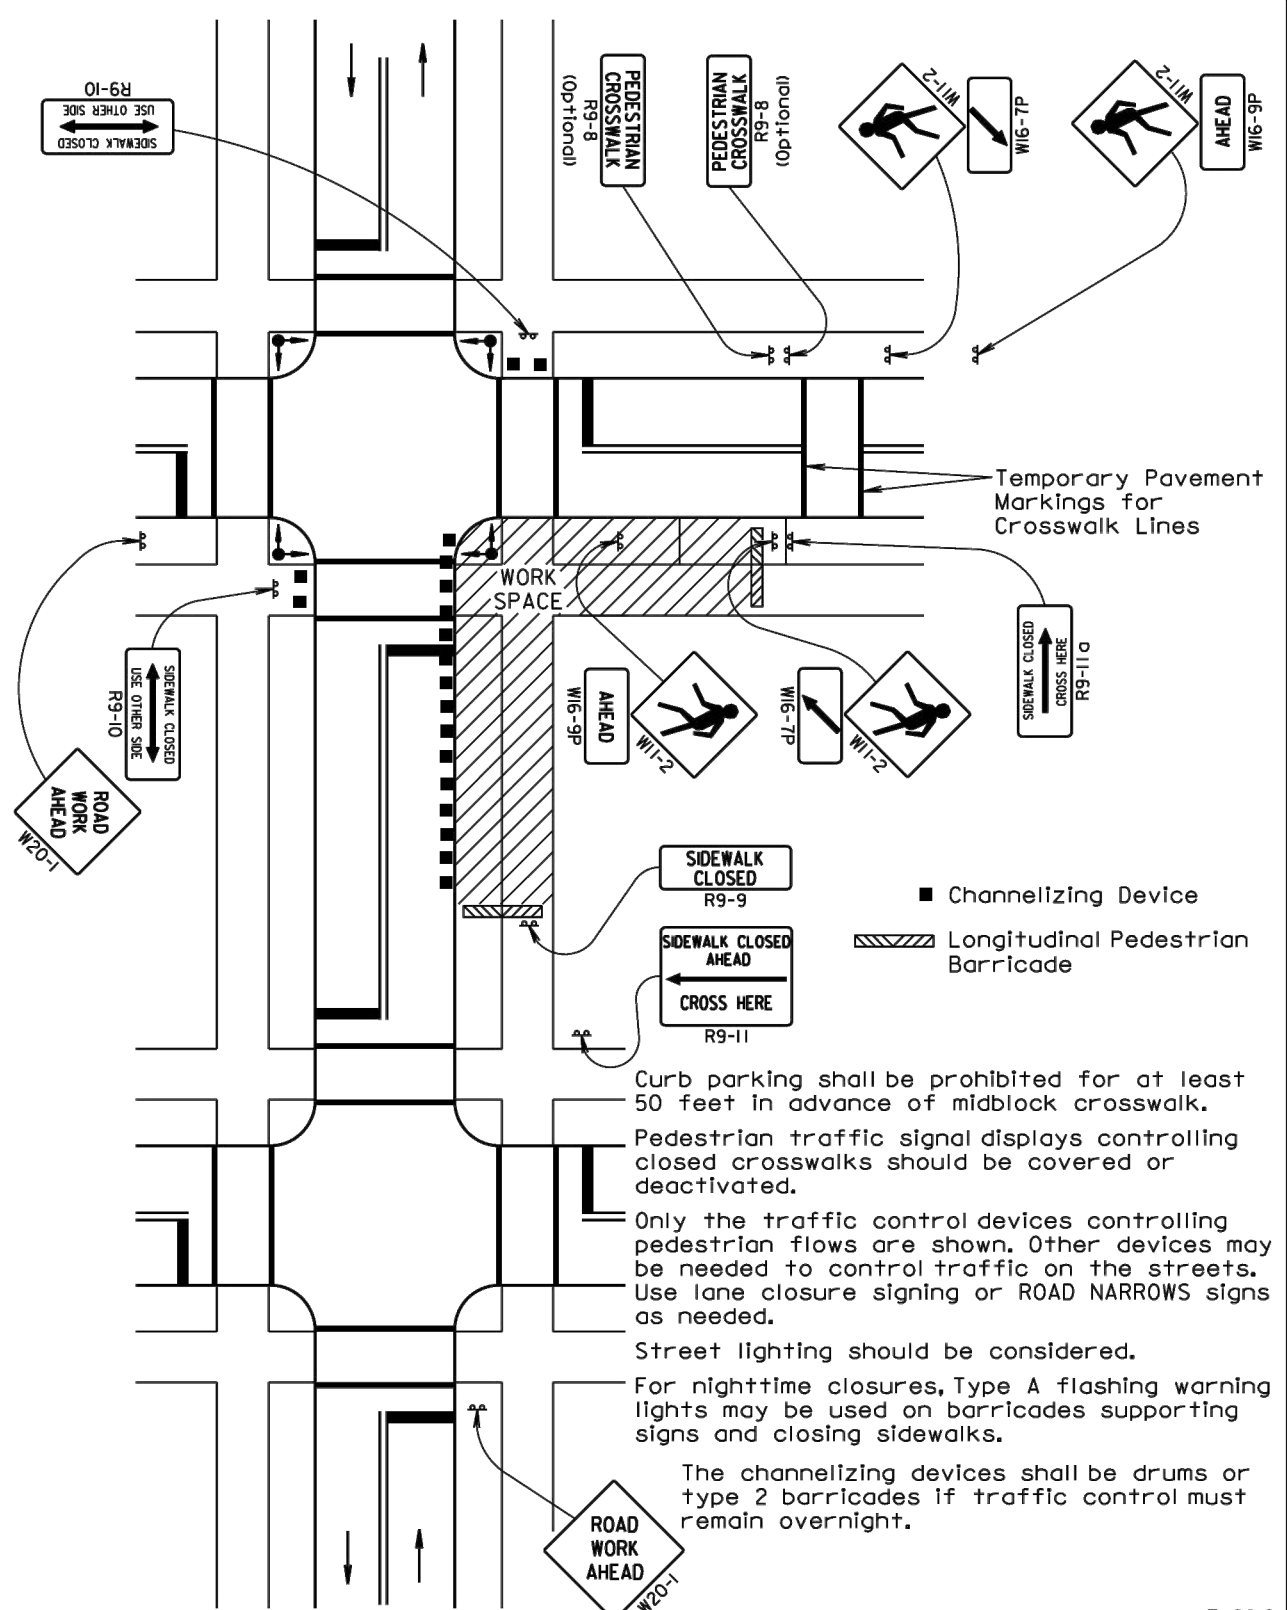 R9-10
SIDEWALK CLOSED
USE OTHER SIDE
PEDESTRIAN
CROSSWALK
R9-8
(Optional)
PEDESTRIAN
CROSSWALK
R9-8
(Optional)
W11-2
W16-7P
W11-2
AHEAD
W16-9P
Temporary Pavement
Markings for
Crosswalk Lines
WORK
SPACE
SIDEWALK CLOSED
USE OTHER SIDE
R9-10
AHEAD
W16-9P
W11-2
W16-7P
W11-2
SIDEWALK CLOSED
CROSS HERE
R9-11a
ROAD
WORK
AHEAD
W20-1
SIDEWALK
CLOSED
R9-9
SIDEWALK CLOSED
AHEAD
CROSS HERE
R9-11
Channelizing Device
Longitudinal Pedestrian
Barricade
Curb parking shall be prohibited for at least
50 feet in advance of midblock crosswalk.
Pedestrian traffic signal displays controlling
closed crosswalks should be covered or
deactivated.
Only the traffic control devices controlling
pedestrian flows are shown. Other devices may
be needed to control traffic on the streets.
Use lane closure signing or ROAD NARROWS signs
as needed.
Street lighting should be considered.
For nighttime closures, Type A flashing warning
lights may be used on barricades supporting
signs and closing sidewalks.
The channelizing devices shall be drums or
type 2 barricades if traffic control must
remain overnight.
ROAD
WORK
AHEAD
W20-1